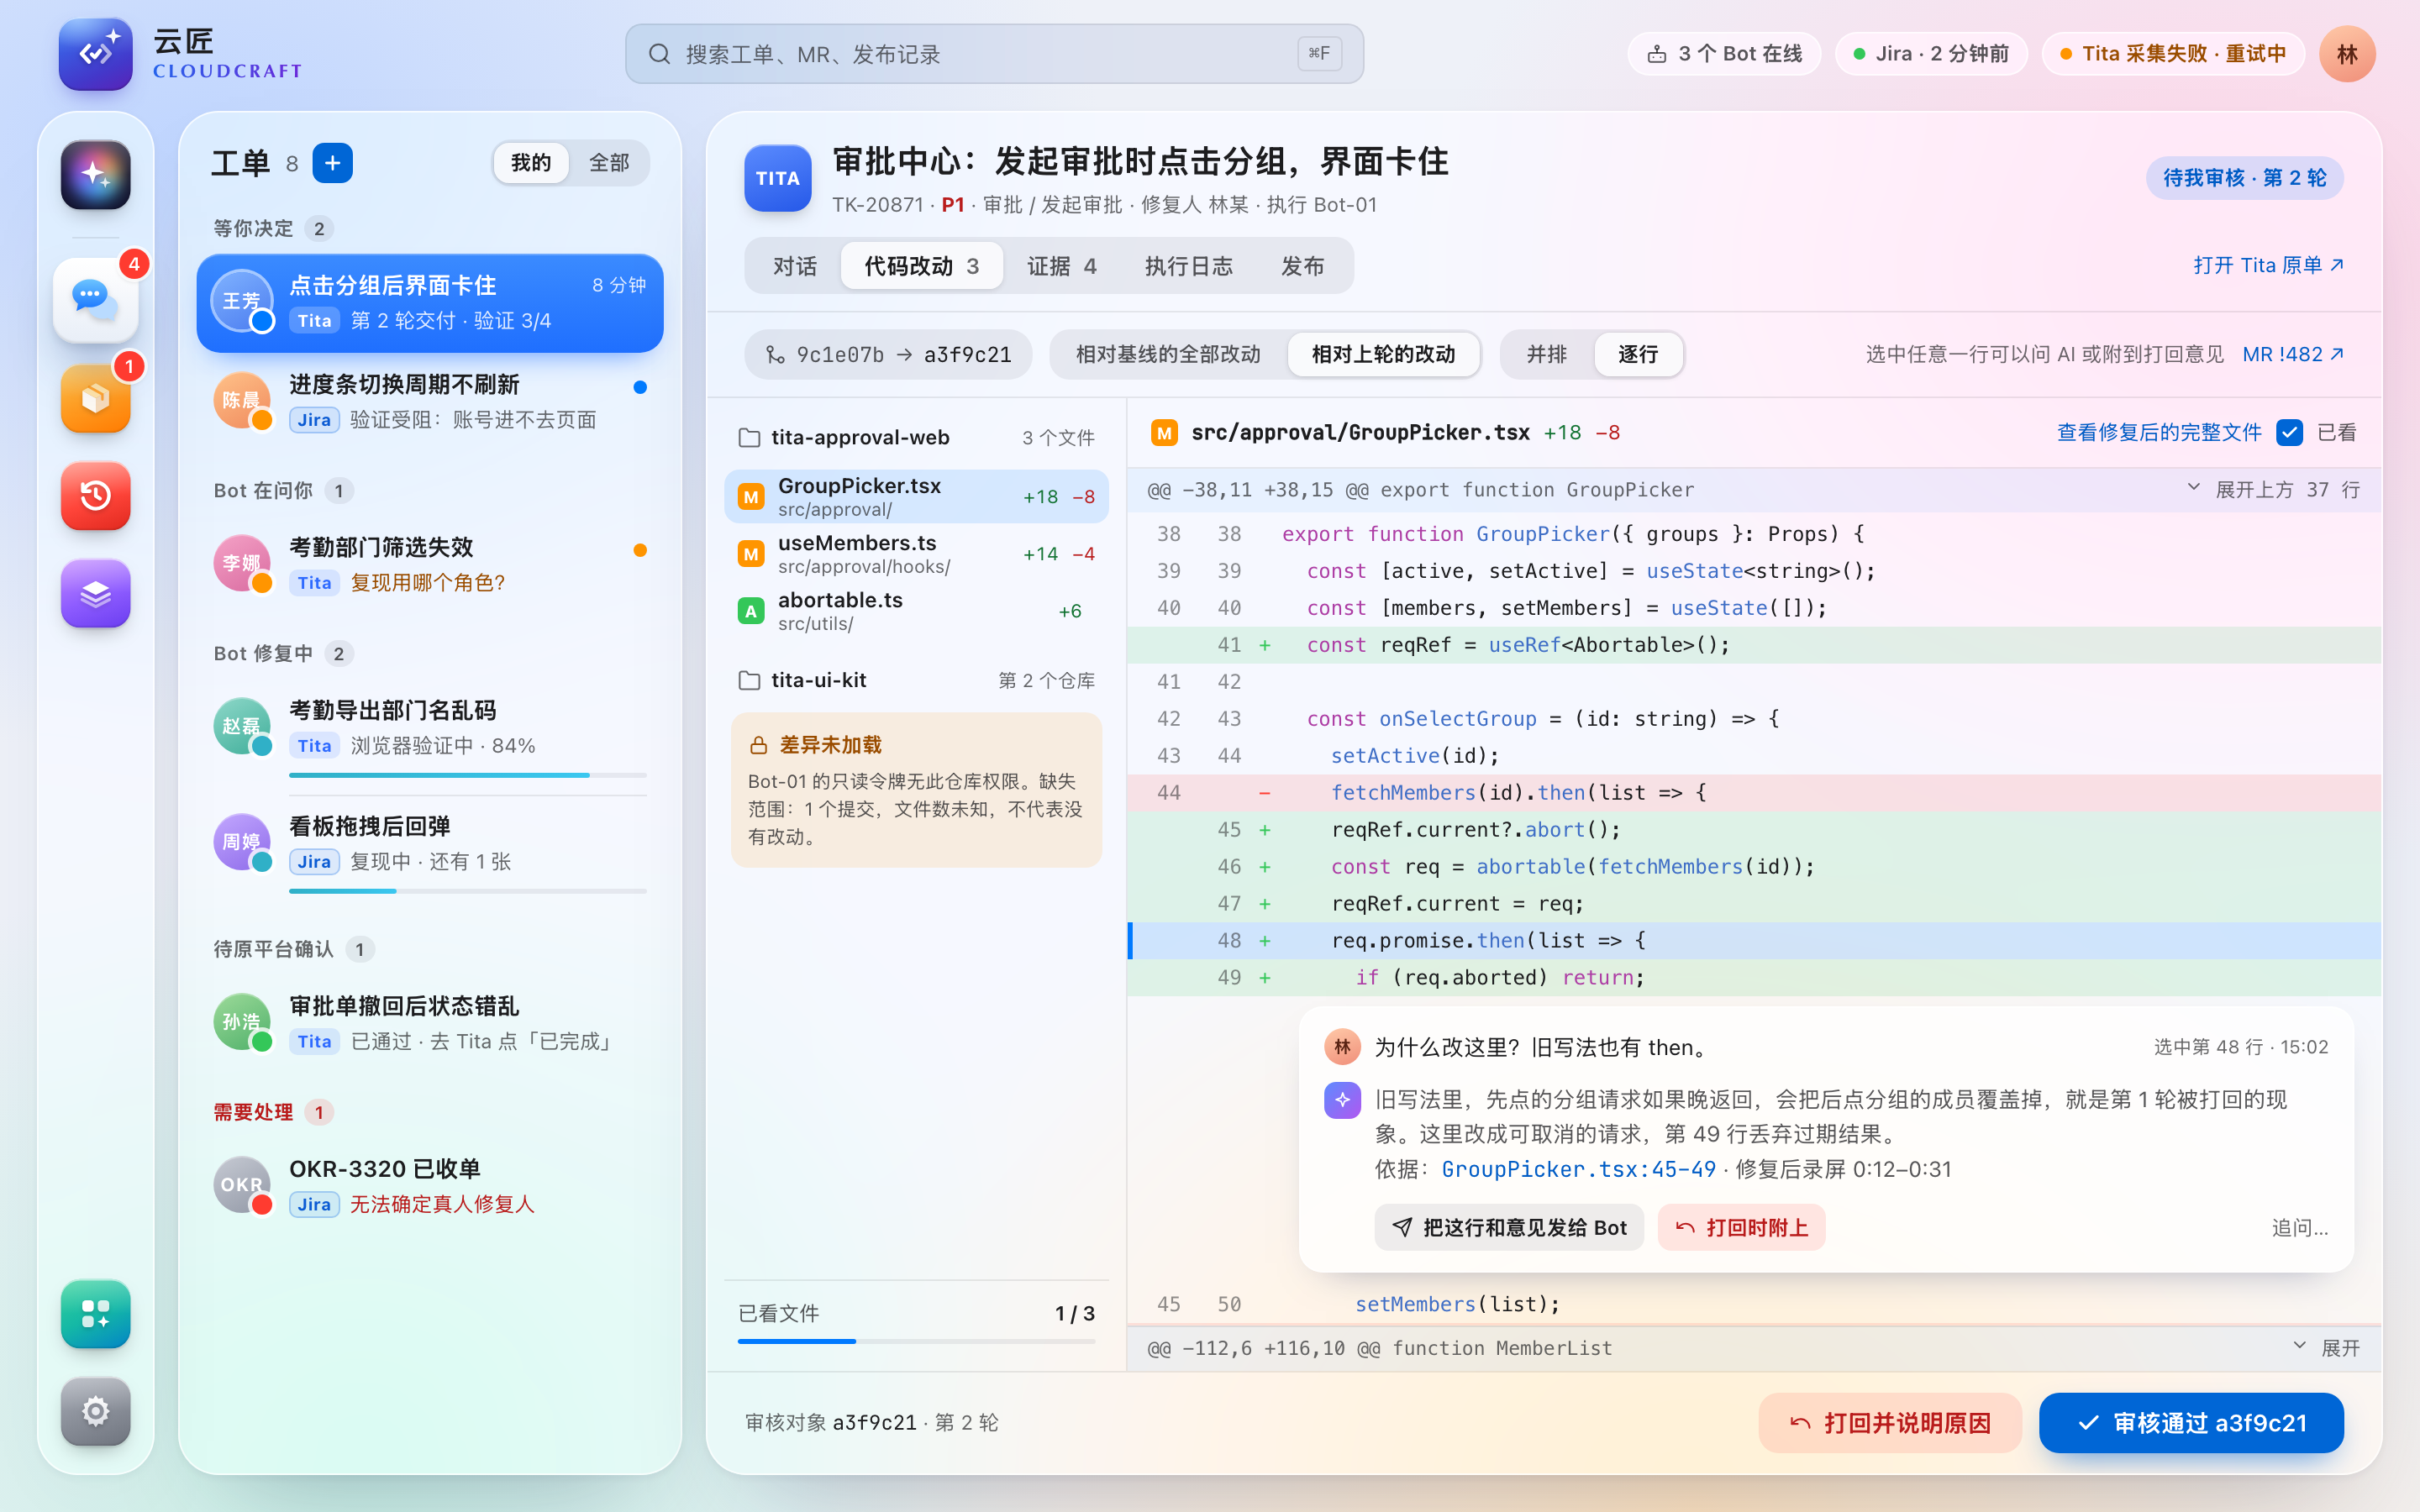 云匠
CLOUDCRAFT
搜索工单、MR、发布记录
⌘F
3 个 Bot 在线
Jira · 2 分钟前
Tita 采集失败 · 重试中
林
4
1
工单 8
我的 全部
等你决定 2
王芳
点击分组后界面卡住 8 分钟
Tita 第 2 轮交付 · 验证 3/4
陈晨
进度条切换周期不刷新
Jira 验证受阻：账号进不去页面
Bot 在问你 1
李娜
考勤部门筛选失效
Tita 复现用哪个角色?
Bot 修复中 2
赵磊
考勤导出部门名乱码
Tita 浏览器验证中 · 84%
周婷
看板拖拽后回弹
Jira 复现中 · 还有 1 张
待原平台确认 1
孙浩
审批单撤回后状态错乱
Tita 已通过 · 去 Tita 点「已完成」
需要处理 1
OKR
OKR-3320 已收单
Jira 无法确定真人修复人
TITA
审批中心：发起审批时点击分组，界面卡住
TK-20871 · P1 · 审批 / 发起审批 · 修复人 林某 · 执行 Bot-01
待我审核 · 第 2 轮
对话 代码改动 3 证据 4 执行日志 发布
打开 Tita 原单 ↗
9c1e07b → a3f9c21
相对基线的全部改动 相对上轮的改动
并排 逐行
选中任意一行可以问 AI 或附到打回意见 MR !482 ↗
tita-approval-web 3 个文件
M GroupPicker.tsx +18 −8
src/approval/
M useMembers.ts +14 −4
src/approval/hooks/
A abortable.ts +6
src/utils/
tita-ui-kit 第 2 个仓库
差异未加载
Bot-01 的只读令牌无此仓库权限。缺失
范围：1 个提交，文件数未知，不代表没
有改动。
已看文件 1 / 3
M src/approval/GroupPicker.tsx +18 −8
查看修复后的完整文件 已看
@@ −38,11 +38,15 @@ export function GroupPicker 展开上方 37 行
38 38 export function GroupPicker({ groups }: Props) {
39 39 const [active, setActive] = useState<string>();
40 40 const [members, setMembers] = useState([]);
41 + const reqRef = useRef<Abortable>();
41 42
42 43 const onSelectGroup = (id: string) => {
43 44 setActive(id);
44 − fetchMembers(id).then(list => {
45 + reqRef.current?.abort();
46 + const req = abortable(fetchMembers(id));
47 + reqRef.current = req;
48 + req.promise.then(list => {
49 + if (req.aborted) return;
林 为什么改这里？旧写法也有 then。 选中第 48 行 · 15:02
旧写法里，先点的分组请求如果晚返回，会把后点分组的成员覆盖掉，就是第 1 轮被打回的现
象。这里改成可取消的请求，第 49 行丢弃过期结果。
依据：GroupPicker.tsx:45–49 · 修复后录屏 0:12–0:31
把这行和意见发给 Bot 打回时附上 追问…
45 50 setMembers(list);
@@ −112,6 +116,10 @@ function MemberList 展开
审核对象 a3f9c21 · 第 2 轮
打回并说明原因
审核通过 a3f9c21